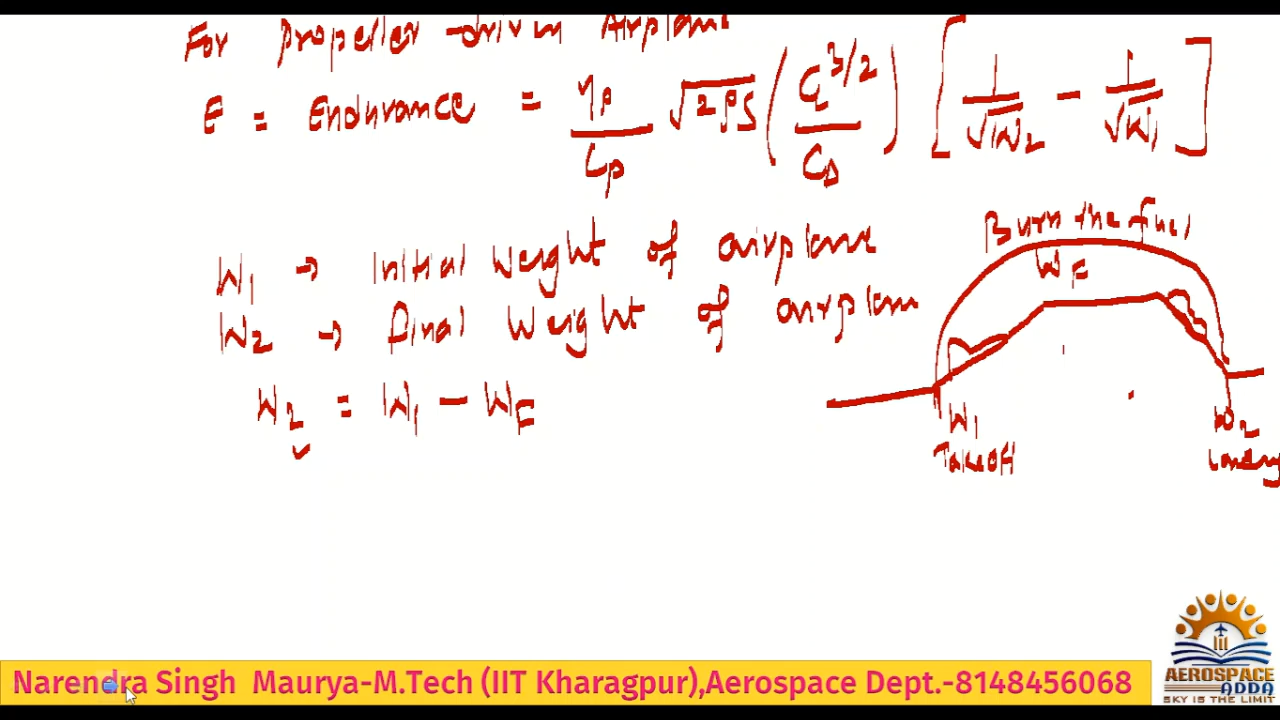 For Propeller-driven Airplane
E = Endurance = ηp/Cp √2ρS (CL^3/2/CD) [1/√W2 - 1/√W1]
Burn the fuel
WF
W1 → Initial Weight of airplane
W2 → final Weight of airplan
W2 = W1 - WF
W1
Takeoff
W2
Narendra Singh Maurya-M.Tech (IIT Kharagpur),Aerospace Dept.-8148456068
AEROSPACE
ADDA
SKY IS THE LIMIT